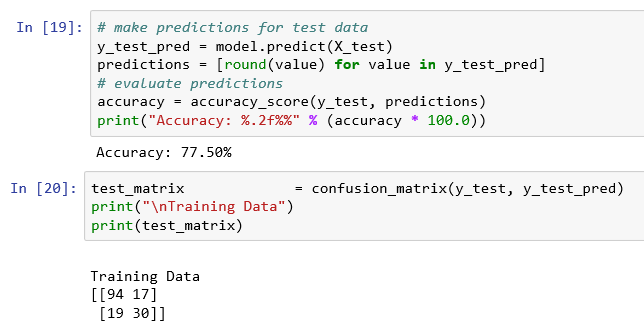 In [19]: # make predictions for test data
y_test_pred = model.predict(X_test)
predictions = [round(value) for value in y_test_pred]
# evaluate predictions
accuracy = accuracy_score(y_test, predictions)
print("Accuracy: %.2f%%" % (accuracy * 100.0))
Accuracy: 77.50%
In [20]: test_matrix             = confusion_matrix(y_test, y_test_pred)
print("\nTraining Data")
print(test_matrix)
Training Data
[[94 17]
 [19 30]]